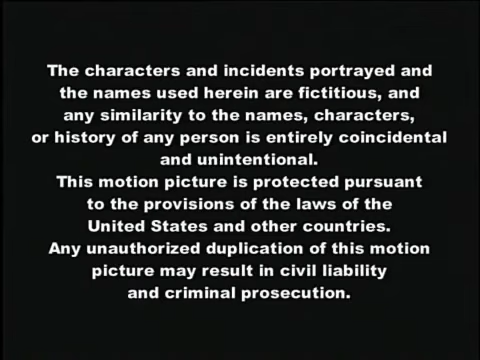 The characters and incidents portrayed and
the names used herein are fictitious, and
any similarity to the names, characters,
or history of any person is entirely coincidental
and unintentional.
This motion picture is protected pursuant
to the provisions of the laws of the
United States and other countries.
Any unauthorized duplication of this motion
picture may result in civil liability
and criminal prosecution.